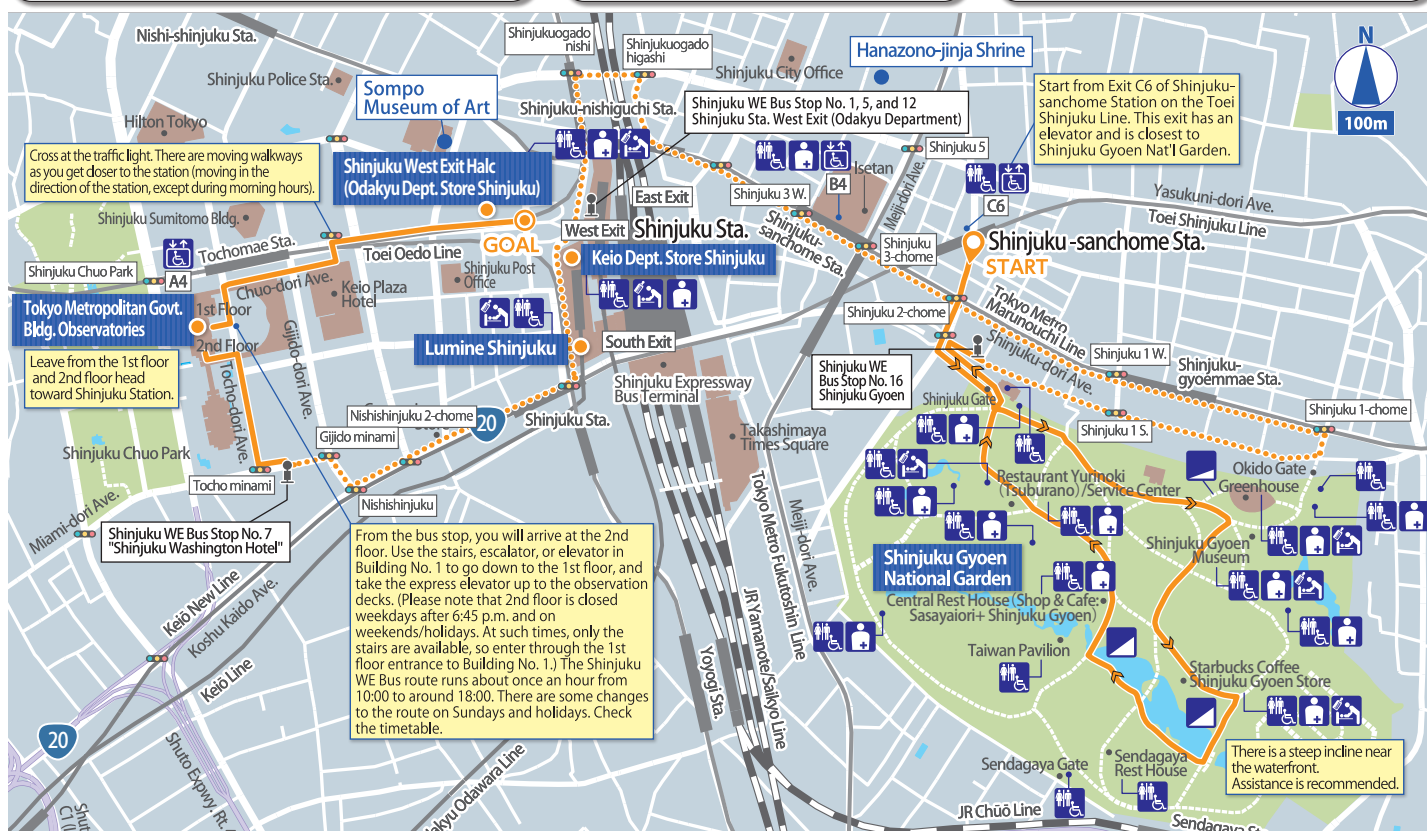 Nishi-shinjuku Sta.
Shinjukuogado
nishi
Shinjukuogado
higashi
Shinjuku Police Sta.
Sompo
Museum of Art
Shinjuku City Office
Hanazono-jinja Shrine
N
100m
Shinjuku-nishiguchi Sta.
Shinjuku WE Bus Stop No. 1, 5, and 12
Shinjuku Sta. West Exit (Odakyu Department)
Start from Exit C6 of Shinjuku-
sanchome Station on the Toei
Shinjuku Line. This exit has an
elevator and is closest to
Shinjuku Gyoen Nat'l Garden.
Hilton Tokyo
Cross at the traffic light. There are moving walkways
as you get closer to the station (moving in the
direction of the station, except during morning hours).
Shinjuku West Exit Halc
(Odakyu Dept. Store Shinjuku)
Shinjuku 5
Isetan
B4
Meiji-dori Ave.
C6
Yasukuni-dori Ave.
Toei Shinjuku Line
Shinjuku 3 W.
Shinjuku-
sanchome Sta.
East Exit
West Exit
Shinjuku Sta.
Shinjuku Sumitomo Bldg.
Tochomae Sta.
Toei Oedo Line
GOAL
Shinjuku
3-chome
Shinjuku -sanchome Sta.
START
Keio Dept. Store Shinjuku
Shinjuku Chuo Park
A4
Chuo-dori Ave.
Shinjuku Post
Office
Keio Plaza
Hotel
Tokyo Metropolitan Govt.
Bldg. Observatories
1st Floor
2nd Floor
Gijido-dori Ave.
Tocho-dori Ave.
Leave from the 1st floor
and 2nd floor head
toward Shinjuku Station.
Lumine Shinjuku
South Exit
Shinjuku 2-chome
Tokyo Metro
Marunouchi Line
Shinjuku-dori Ave.
Shinjuku 1 W.
Shinjuku-
gyoemmae Sta.
Shinjuku 1-chome
Shinjuku 1 S.
Shinjuku WE
Bus Stop No. 16
Shinjuku Gyoen
Shinjuku Gate
Shinjuku Expressway
Bus Terminal
Shinjuku Sta.
20
Nishishinjuku 2-chome
Gijido minami
Takashimaya
Times Square
Shinjuku Chuo Park
Tocho minami
Nishishinjuku
Miami-dori Ave.
Shinjuku WE Bus Stop No. 7
"Shinjuku Washington Hotel"
From the bus stop, you will arrive at the 2nd
floor. Use the stairs, escalator, or elevator in
Building No. 1 to go down to the 1st floor, and
take the express elevator up to the observation
decks. (Please note that 2nd floor is closed
weekdays after 6:45 p.m. and on
weekends/holidays. At such times, only the
stairs are available, so enter through the 1st
floor entrance to Building No. 1.) The Shinjuku
WE Bus route runs about once an hour from
10:00 to around 18:00. There are some changes
to the route on Sundays and holidays. Check
the timetable.
Keiō New Line
Koshu Kaido Ave.
Keiō Line
20
Shuto Expwy. Rt.
C1
Odawara Line
Yoyogi Sta.
JR Yamanote/Saikyo Line
Tokyo Metro Fukutoshin Line
Meiji-dori Ave.
Restaurant Yurinoki
(Tsuburano)/Service Center
Okido Gate
Greenhouse
Shinjuku Gyoen
Museum
Shinjuku Gyoen
National Garden
Central Rest House (Shop & Cafe:
Sasayaiori+ Shinjuku Gyoen)
Taiwan Pavilion
Starbucks Coffee
Shinjuku Gyoen Store
There is a steep incline near
the waterfront.
Assistance is recommended.
Sendagaya Gate
Sendagaya
Rest House
JR Chūō Line
Sendagaya